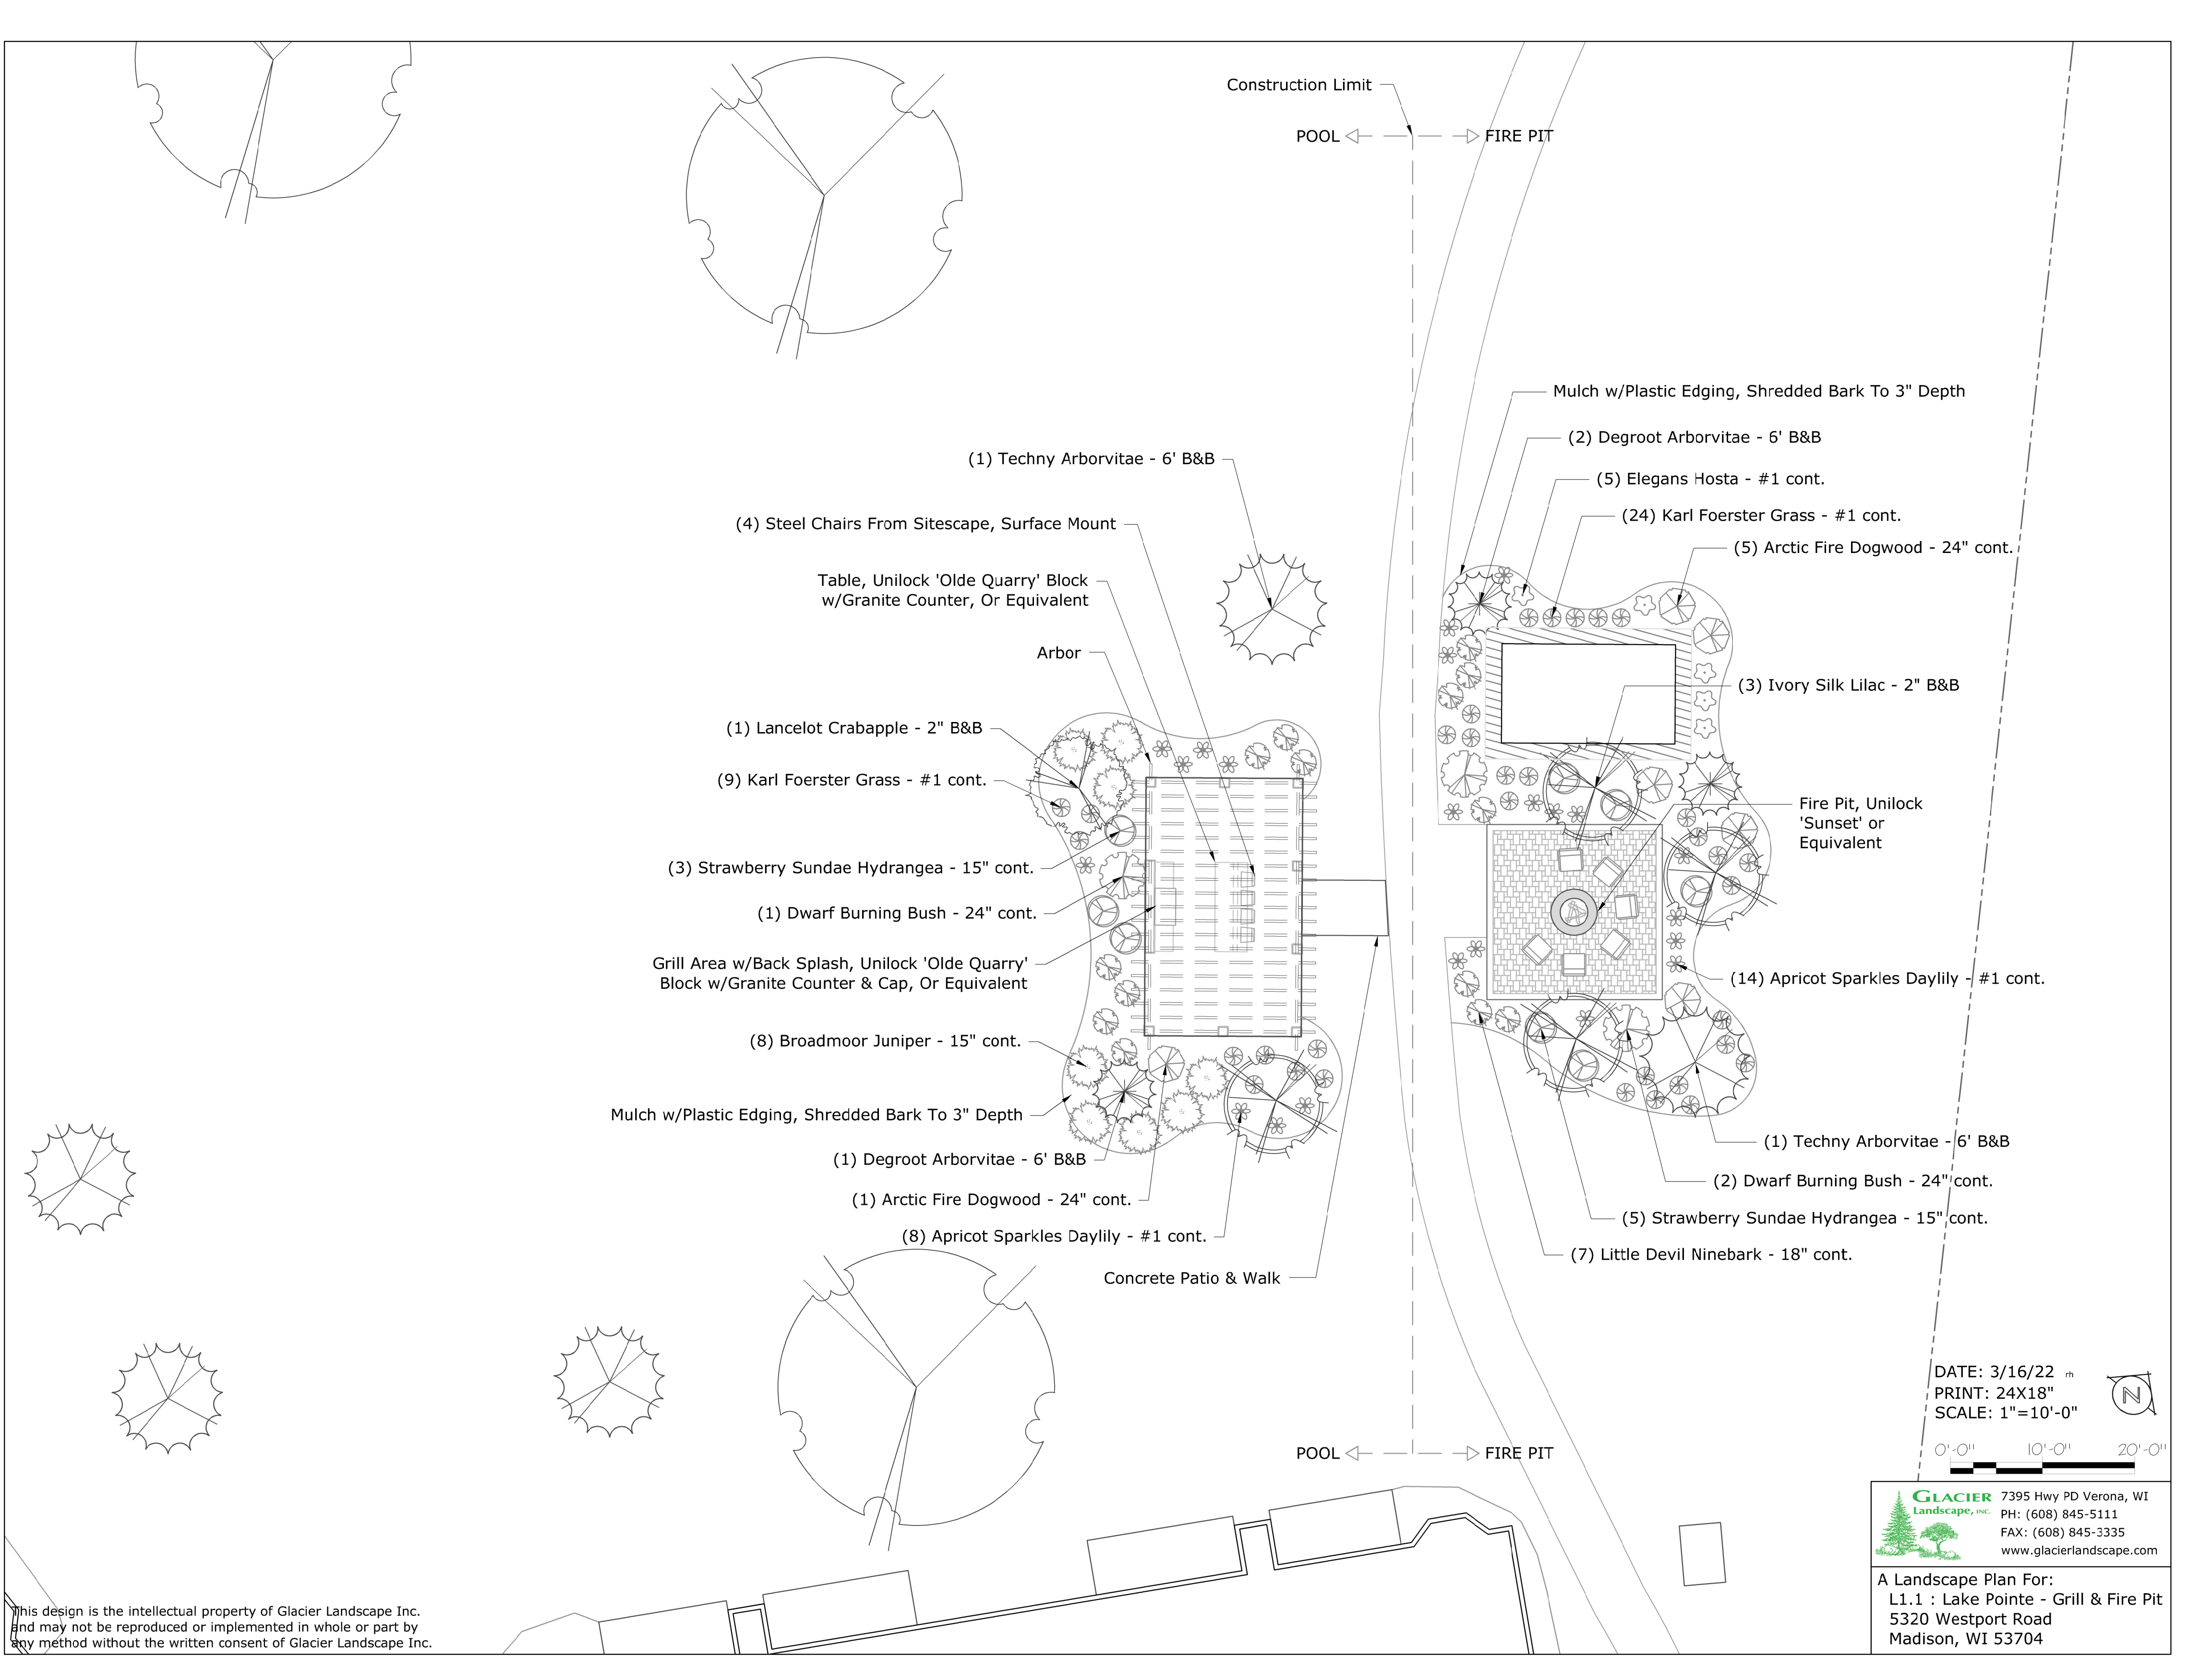 Construction Limit
POOL
FIRE PIT
Mulch w/Plastic Edging, Shredded Bark To 3" Depth
(2) Degroot Arborvitae - 6' B&B
(1) Techny Arborvitae - 6' B&B
(5) Elegans Hosta - #1 cont.
(24) Karl Foerster Grass - #1 cont.
(4) Steel Chairs From Sitescape, Surface Mount
(5) Arctic Fire Dogwood - 24" cont.
Table, Unilock 'Olde Quarry' Block
w/Granite Counter, Or Equivalent
Arbor
(3) Ivory Silk Lilac - 2" B&B
(1) Lancelot Crabapple - 2" B&B
(9) Karl Foerster Grass - #1 cont.
Fire Pit, Unilock
'Sunset' or
Equivalent
(3) Strawberry Sundae Hydrangea - 15" cont.
(1) Dwarf Burning Bush - 24" cont.
Grill Area w/Back Splash, Unilock 'Olde Quarry'
Block w/Granite Counter & Cap, Or Equivalent
(14) Apricot Sparkles Daylily - #1 cont.
(8) Broadmoor Juniper - 15" cont.
Mulch w/Plastic Edging, Shredded Bark To 3" Depth
(1) Techny Arborvitae - 6' B&B
(1) Degroot Arborvitae - 6' B&B
(2) Dwarf Burning Bush - 24" cont.
(1) Arctic Fire Dogwood - 24" cont.
(5) Strawberry Sundae Hydrangea - 15" cont.
(8) Apricot Sparkles Daylily - #1 cont.
(7) Little Devil Ninebark - 18" cont.
Concrete Patio & Walk
POOL
FIRE PIT
DATE: 3/16/22 rh
PRINT: 24X18"
SCALE: 1"=10'-0"
N
0'-0" 10'-0" 20'-0"
GLACIER
Landscape, INC.
7395 Hwy PD Verona, WI
PH: (608) 845-5111
FAX: (608) 845-3335
www.glacierlandscape.com
A Landscape Plan For:
L1.1 : Lake Pointe - Grill & Fire Pit
5320 Westport Road
Madison, WI 53704
This design is the intellectual property of Glacier Landscape Inc.
and may not be reproduced or implemented in whole or part by
any method without the written consent of Glacier Landscape Inc.